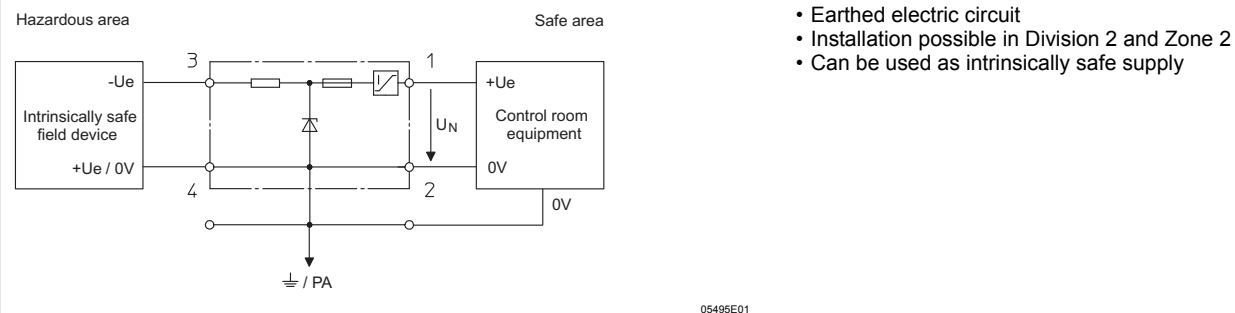 Hazardous area
Safe area
3
1
-Ue
+Ue
Intrinsically safe
field device
UN
Control room
equipment
+Ue / 0V
0V
4
2
0V
/ PA
05495E01
• Earthed electric circuit
• Installation possible in Division 2 and Zone 2
• Can be used as intrinsically safe supply